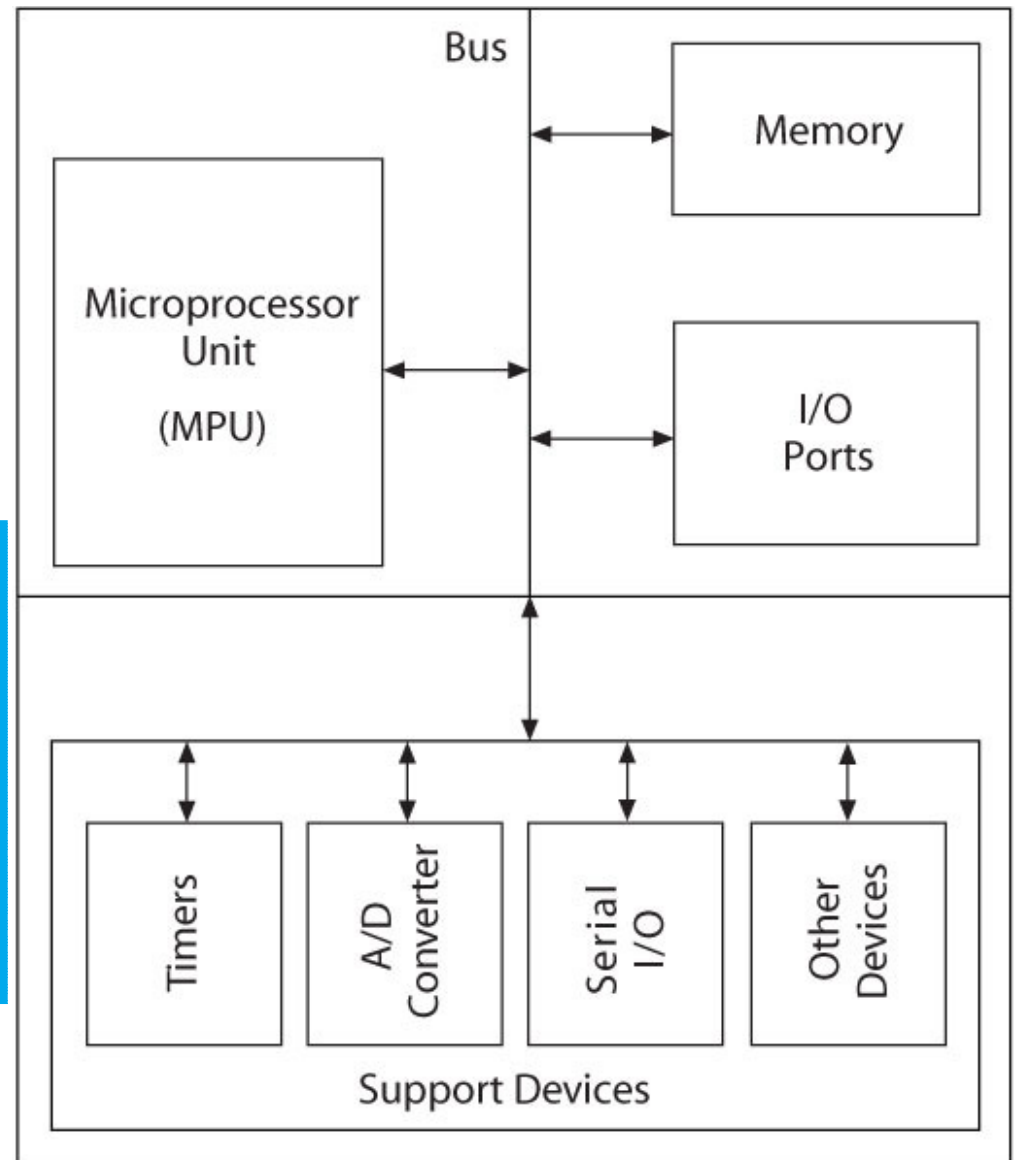 Bus
Memory
Microprocessor
Unit
(MPU)
I/O
Ports
Timers
A/D
Converter
Serial
I/O
Other
Devices
Support Devices